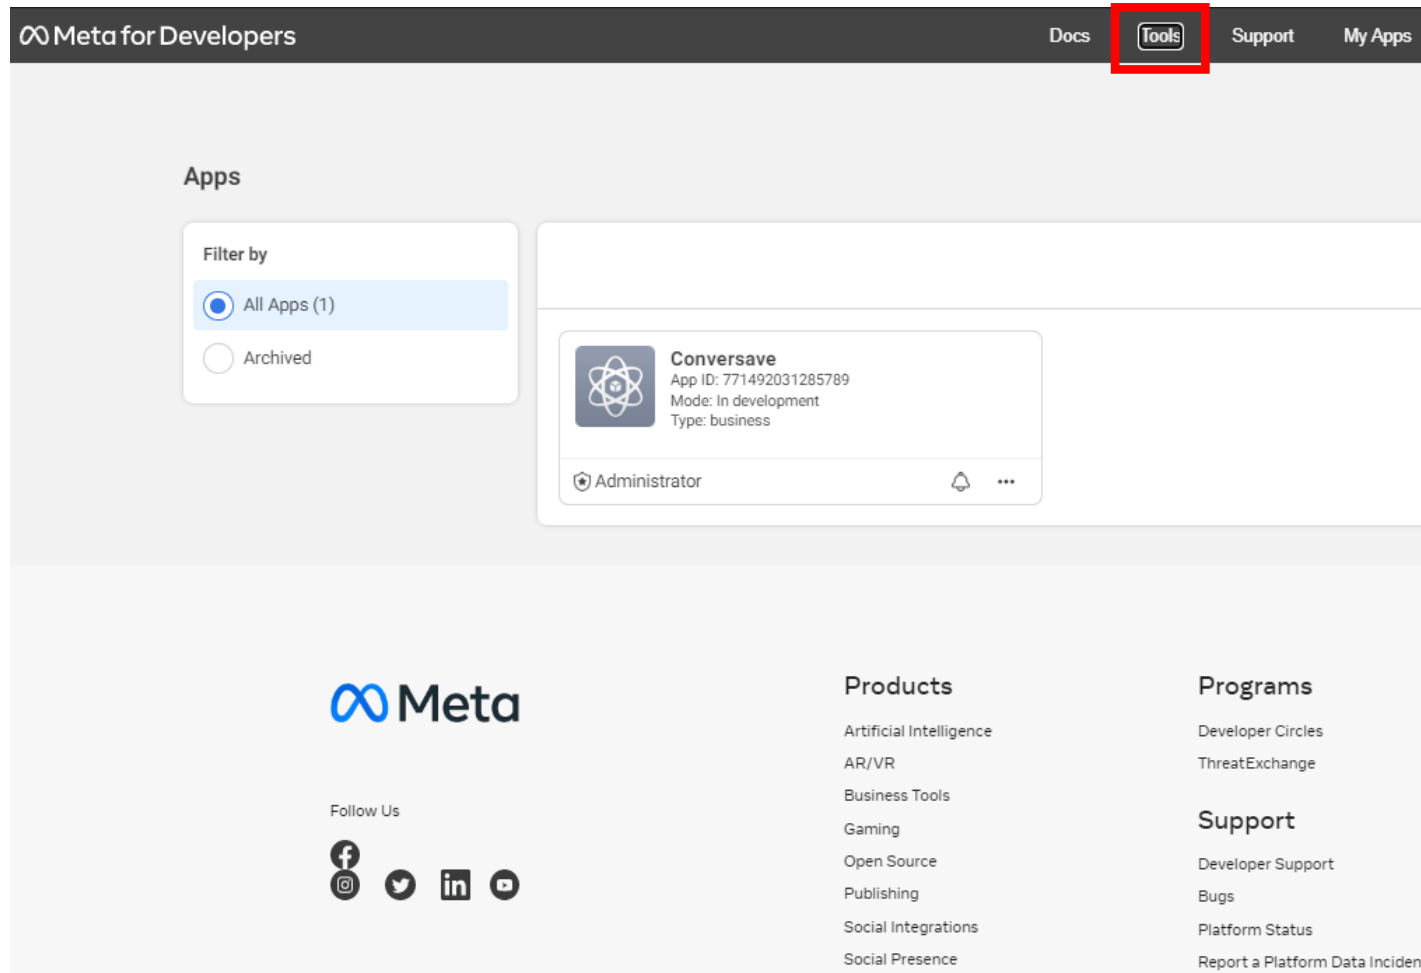 Meta for Developers
Docs
Tools
Support
My Apps
Apps
Filter by
All Apps (1)
Archived
Conversave
App ID: 771492031285789
Mode: In development
Type: business
Administrator
Meta
Follow Us
Products
Artificial Intelligence
AR/VR
Business Tools
Gaming
Open Source
Publishing
Social Integrations
Social Presence
Programs
Developer Circles
ThreatExchange
Support
Developer Support
Bugs
Platform Status
Report a Platform Data Inciden